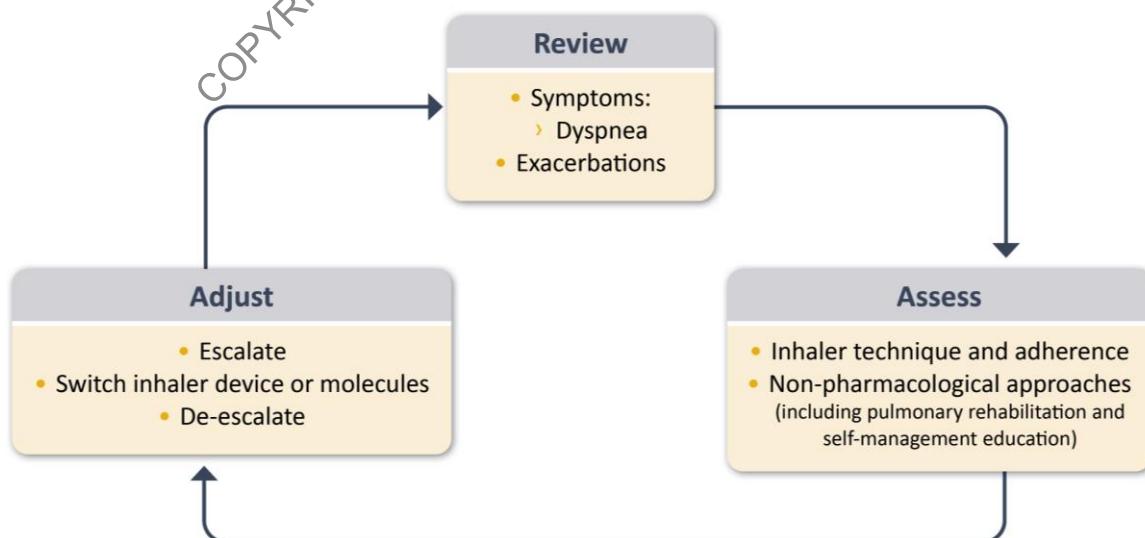 COPYR
Review
• Symptoms:
› Dyspnea
• Exacerbations
Adjust
• Escalate
• Switch inhaler device or molecules
• De-escalate
Assess
• Inhaler technique and adherence
• Non-pharmacological approaches
(including pulmonary rehabilitation and
self-management education)